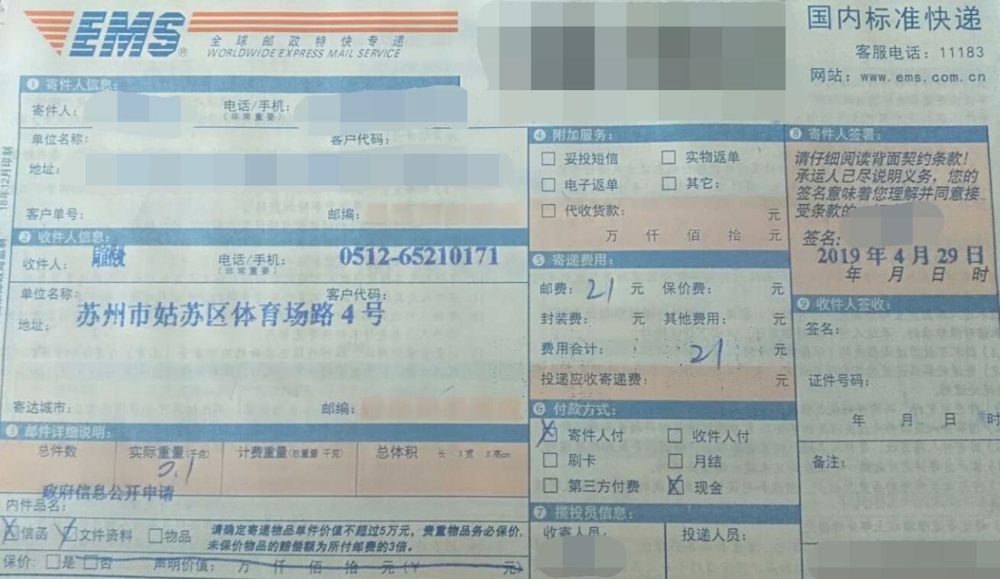 EMS®
全球邮政特快专递
WORLDWIDE EXPRESS MAIL SERVICE
国内标准快递
客服电话：11183
网站：www.ems.com.cn
18年12月印制
1 寄件人信息：
寄件人：
电话/手机：
（非常重要）
单位名称：
客户代码：
地址：
客户单号：
邮编：
2 收件人信息：
收件人：
电话/手机： 0512-65210171
（非常重要）
单位名称：
客户代码：
地址： 苏州市姑苏区体育场路4号
寄达城市：
邮编：
3 邮件详细说明：
总件数
实际重量(千克)
计费重量(总重量 千克)
总体积 长 X宽 X高cm
0.1
政府信息公开申请
内件品名：
信函 文件资料 物品
请确定寄递物品单件价值不超过5万元，贵重物品务必保价，
未保价物品的赔偿额为所付邮费的3倍。
保价： 是 否 声明价值： 万 仟 佰 拾 元（¥ 元）
4 附加服务：
妥投短信 实物返单
电子返单 其它：
代收货款： 元
万 仟 佰 拾 元
5 寄递费用：
邮费： 21 元 保价费： 元
封装费： 元 其他费用： 元
费用合计： 21 元
投递应收寄递费： 元
6 付款方式：
寄件人付 收件人付
刷卡 月结
第三方付费 现金
7 揽投员信息：
收寄人员：
投递人员：
8 寄件人签署：
请仔细阅读背面契约条款！
承运人已尽说明义务，您的
签名意味着您理解并同意接
受条款的
签名：
2019年4月29日
年 月 日 时
9 收件人签收：
签名：
证件号码：
年 月 日 时
备注：